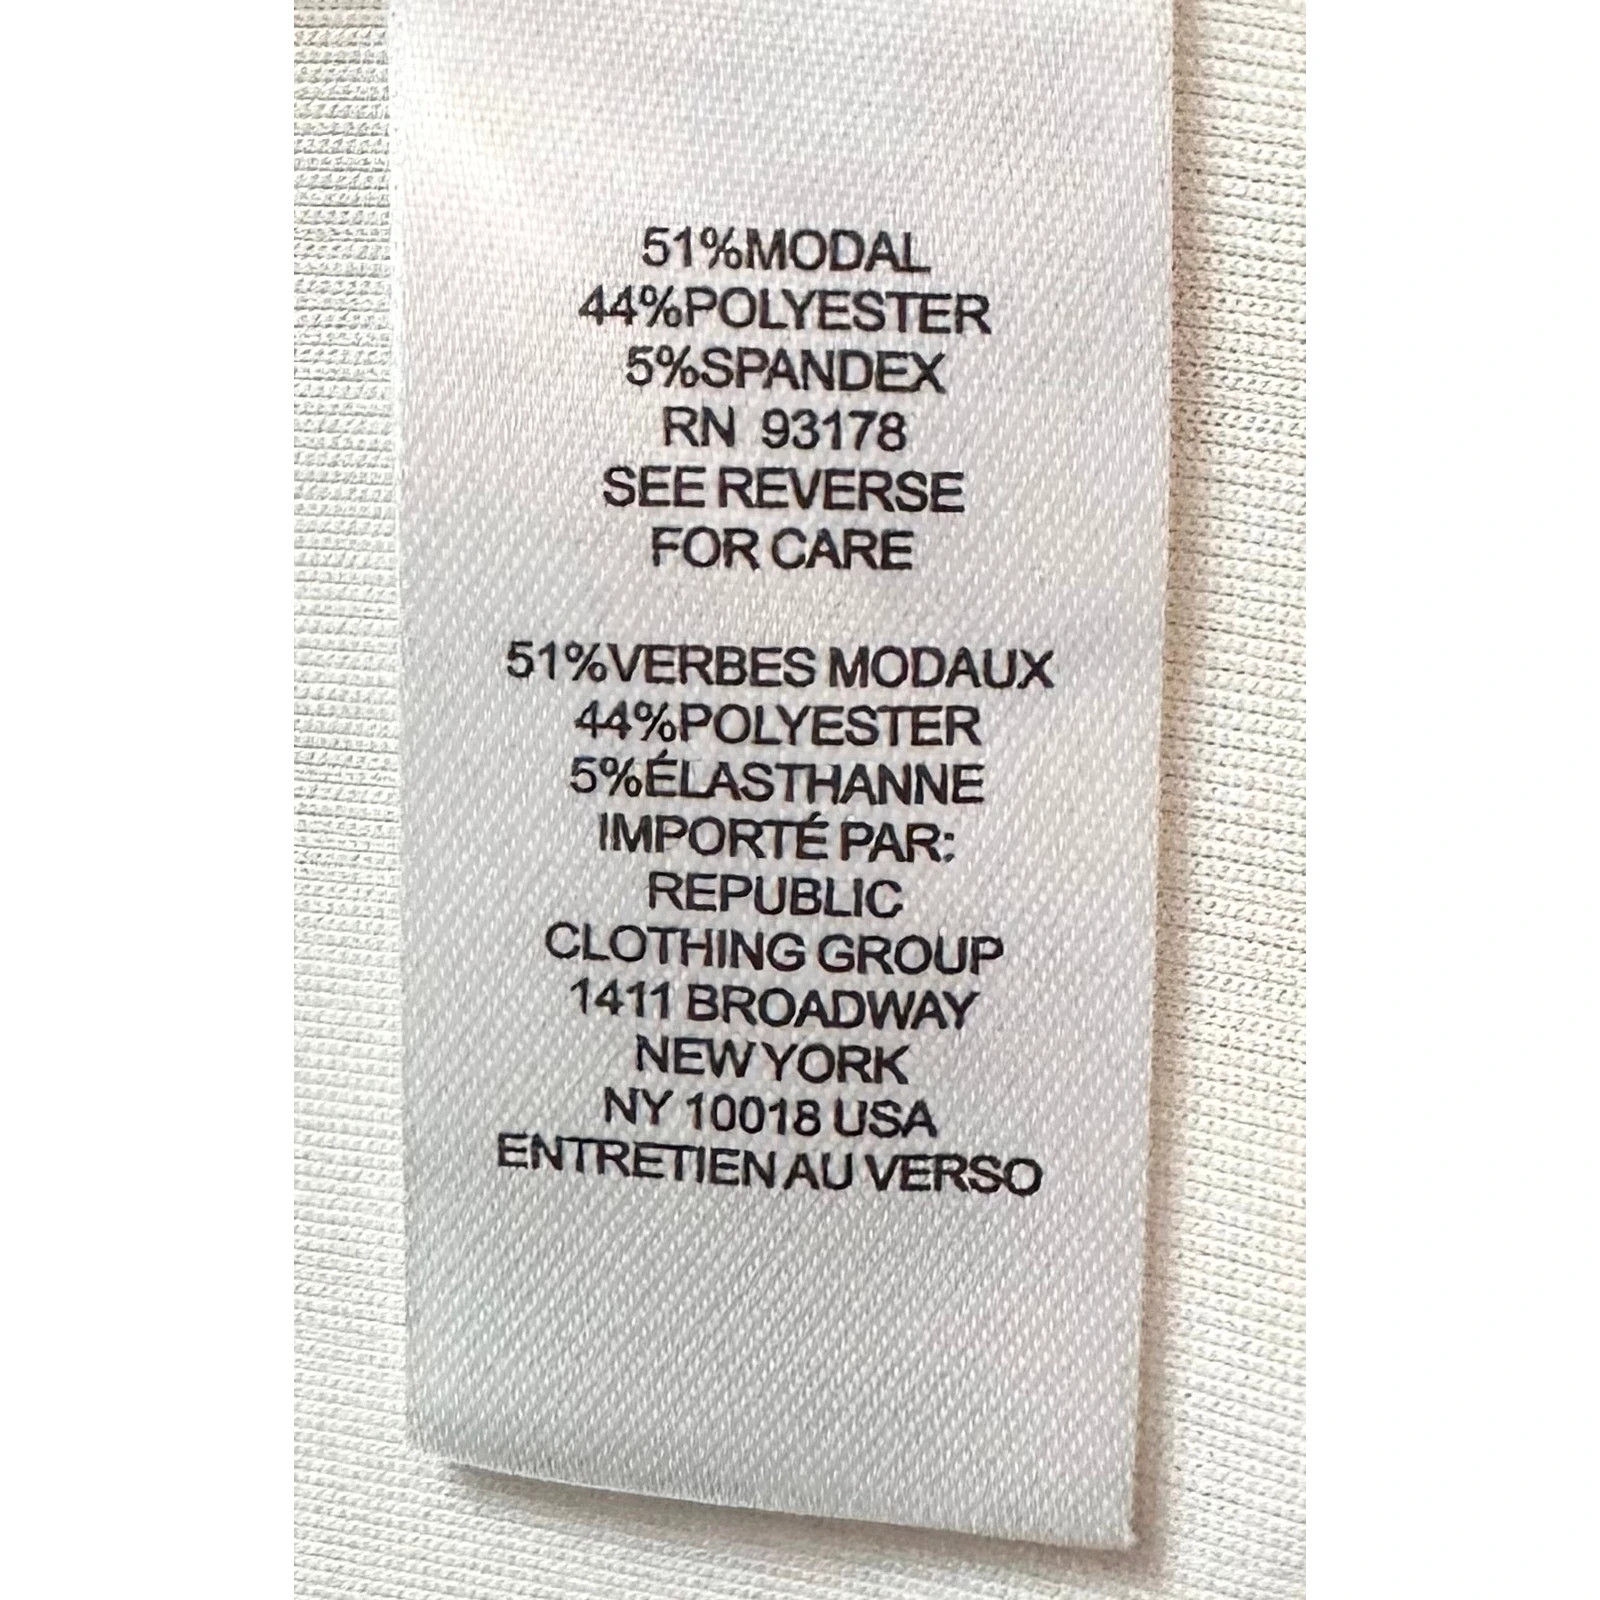 51%MODAL
44%POLYESTER
5%SPANDEX
RN 93178
SEE REVERSE
FOR CARE
51%VERBES MODAUX
44%POLYESTER
5%ÉLASTHANNE
IMPORTÉ PAR:
REPUBLIC
CLOTHING GROUP
1411 BROADWAY
NEW YORK
NY 10018 USA
ENTRETIEN AU VERSO